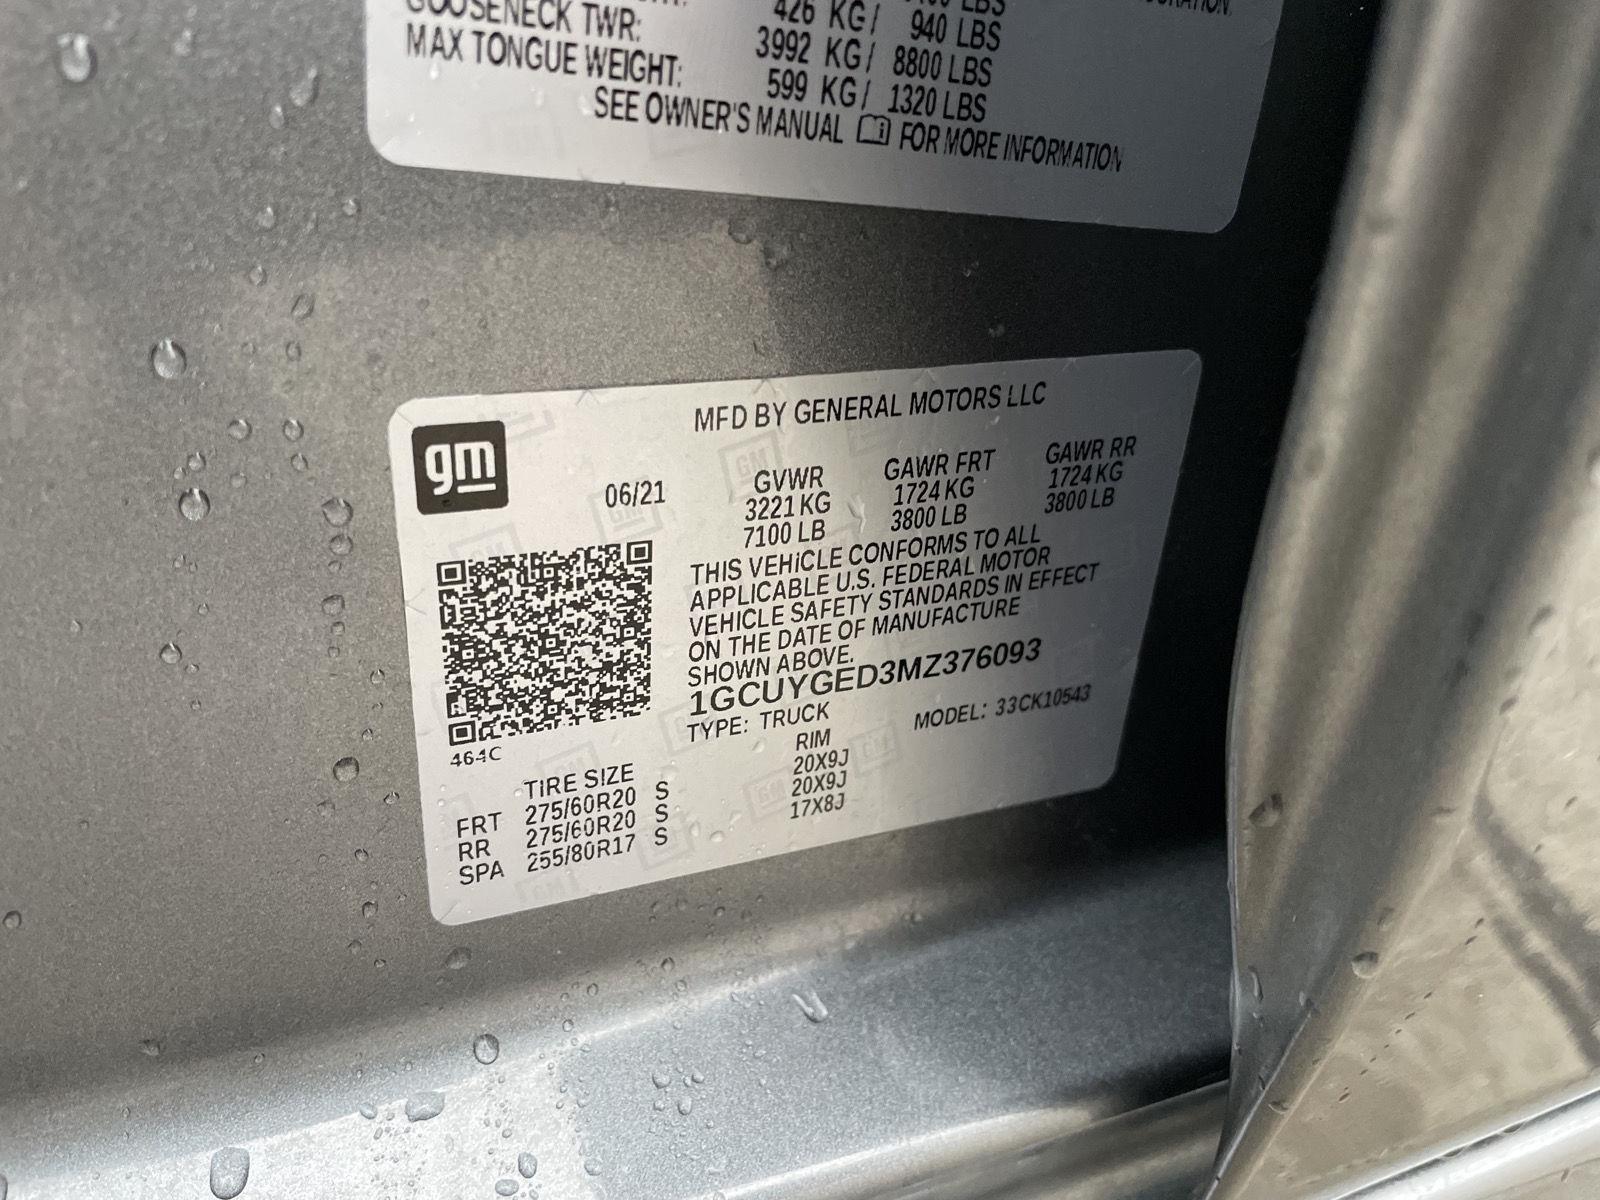 LBS
GOOSENECK TWR: 426 KG/ 940 LBS
MAX TONGUE WEIGHT: 3992 KG/ 8800 LBS
599 KG/ 1320 LBS
SEE OWNER'S MANUAL FOR MORE INFORMATION
gm
MFD BY GENERAL MOTORS LLC
06/21 GVWR GAWR FRT GAWR RR
3221 KG 1724 KG 1724 KG
7100 LB 3800 LB 3800 LB
THIS VEHICLE CONFORMS TO ALL
APPLICABLE U.S. FEDERAL MOTOR
VEHICLE SAFETY STANDARDS IN EFFECT
ON THE DATE OF MANUFACTURE
SHOWN ABOVE.
1GCUYGED3MZ376093
TYPE: TRUCK MODEL: 33CK10543
464C
TIRE SIZE RIM
FRT 275/60R20 S 20X9J
RR 275/60R20 S 20X9J
SPA 255/80R17 S 17X8J